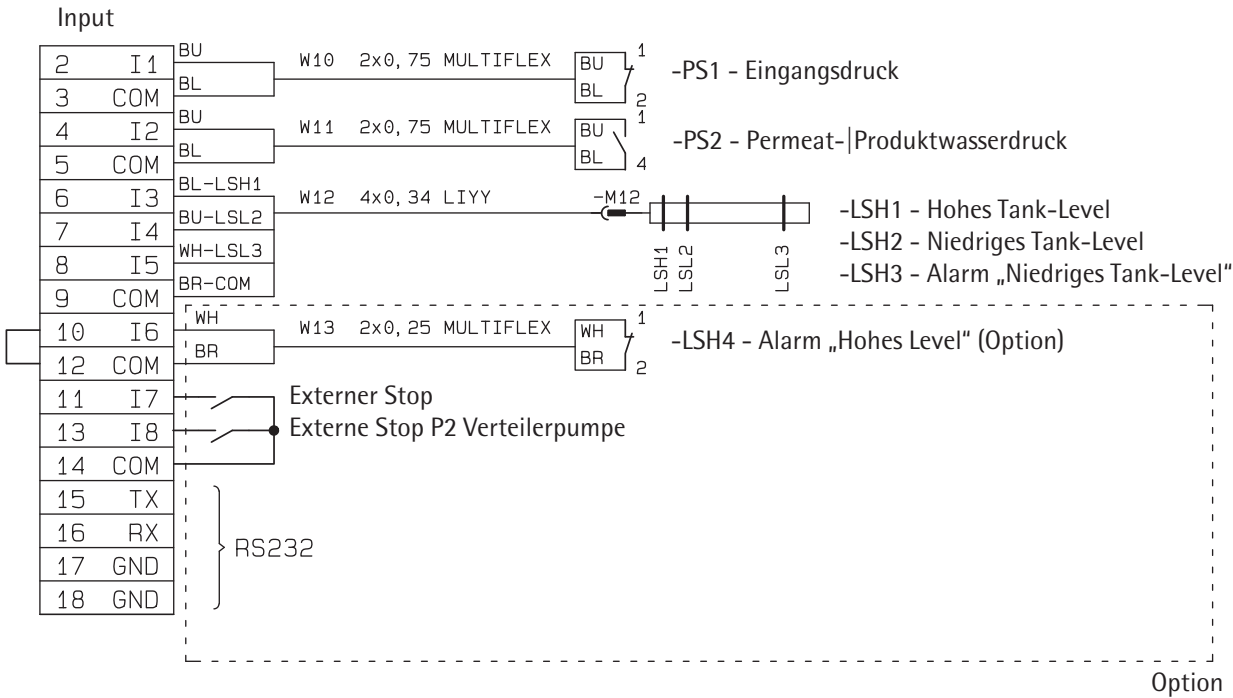 Input
2 I1 BU W10 2x0,75 MULTIFLEX BU 1 -PS1 - Eingangsdruck
3 COM BL BL 2
4 I2 BU W11 2x0,75 MULTIFLEX BU 1 -PS2 - Permeat-|Produktwasserdruck
5 COM BL BL 4
6 I3 BL-LSH1 W12 4x0,34 LIYY -M12 -LSH1 - Hohes Tank-Level
7 I4 BU-LSL2 -LSH2 - Niedriges Tank-Level
8 I5 WH-LSL3 LSH1 LSL2 LSL3 -LSH3 - Alarm „Niedriges Tank-Level“
9 COM BR-COM
10 I6 WH W13 2x0,25 MULTIFLEX WH 1 -LSH4 - Alarm „Hohes Level“ (Option)
12 COM BR BR 2
11 I7 Externer Stop
13 I8 Externe Stop P2 Verteilerpumpe
14 COM
15 TX
16 RX RS232
17 GND
18 GND
Option